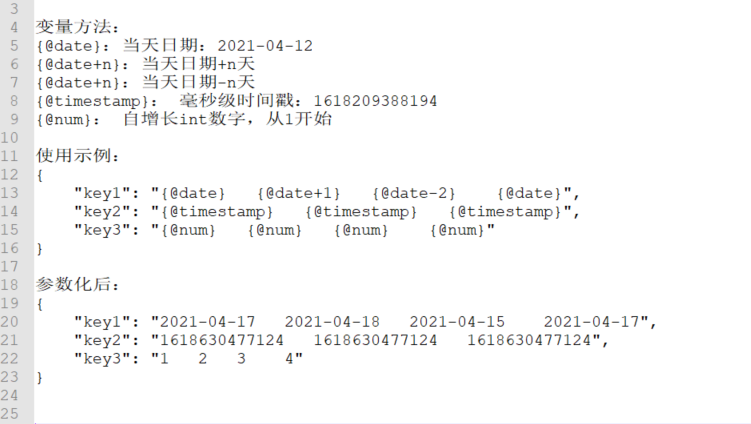 3
4 变量方法:
5 {@date}: 当天日期: 2021-04-12
6 {@date+n}: 当天日期+n天
7 {@date+n}: 当天日期-n天
8 {@timestamp}:  毫秒级时间戳: 1618209388194
9 {@num}:  自增长int数字, 从1开始
10
11 使用示例:
12 {
13     "key1": "{@date}   {@date+1}   {@date-2}    {@date}",
14     "key2": "{@timestamp}   {@timestamp}   {@timestamp}",
15     "key3": "{@num}   {@num}   {@num}    {@num}"
16 }
17
18 参数化后:
19 {
20     "key1": "2021-04-17   2021-04-18   2021-04-15    2021-04-17",
21     "key2": "1618630477124   1618630477124   1618630477124",
22     "key3": "1   2   3    4"
23 }
24
25